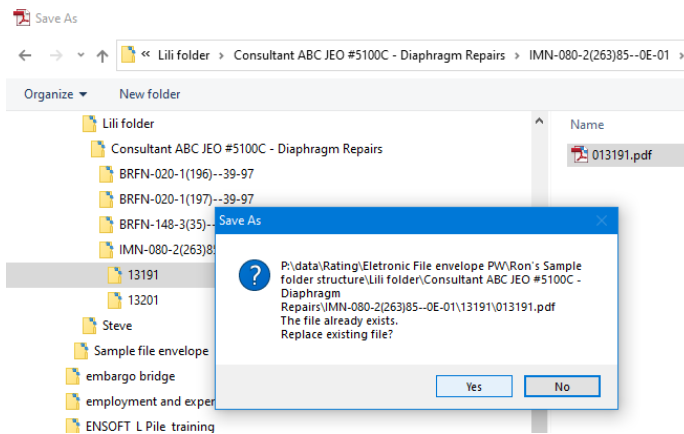 Save As
« Lili folder > Consultant ABC JEO #5100C - Diaphragm Repairs > IMN-080-2(263)85--0E-01 >
Organize New folder
Name
Lili folder
Consultant ABC JEO #5100C - Diaphragm Repairs
BRFN-020-1(196)--39-97
BRFN-020-1(197)--39-97
BRFN-148-3(35)--
IMN-080-2(263)8
13191
13201
Steve
Sample file envelope
embargo bridge
employment and exper
ENSOFT L Pile training
013191.pdf
Save As
P:\data\Rating\Eletronic File envelope PW\Ron's Sample
folder structure\Lili folder\Consultant ABC JEO #5100C -
Diaphragm
Repairs\IMN-080-2(263)85--0E-01\13191\013191.pdf
The file already exists.
Replace existing file?
Yes
No